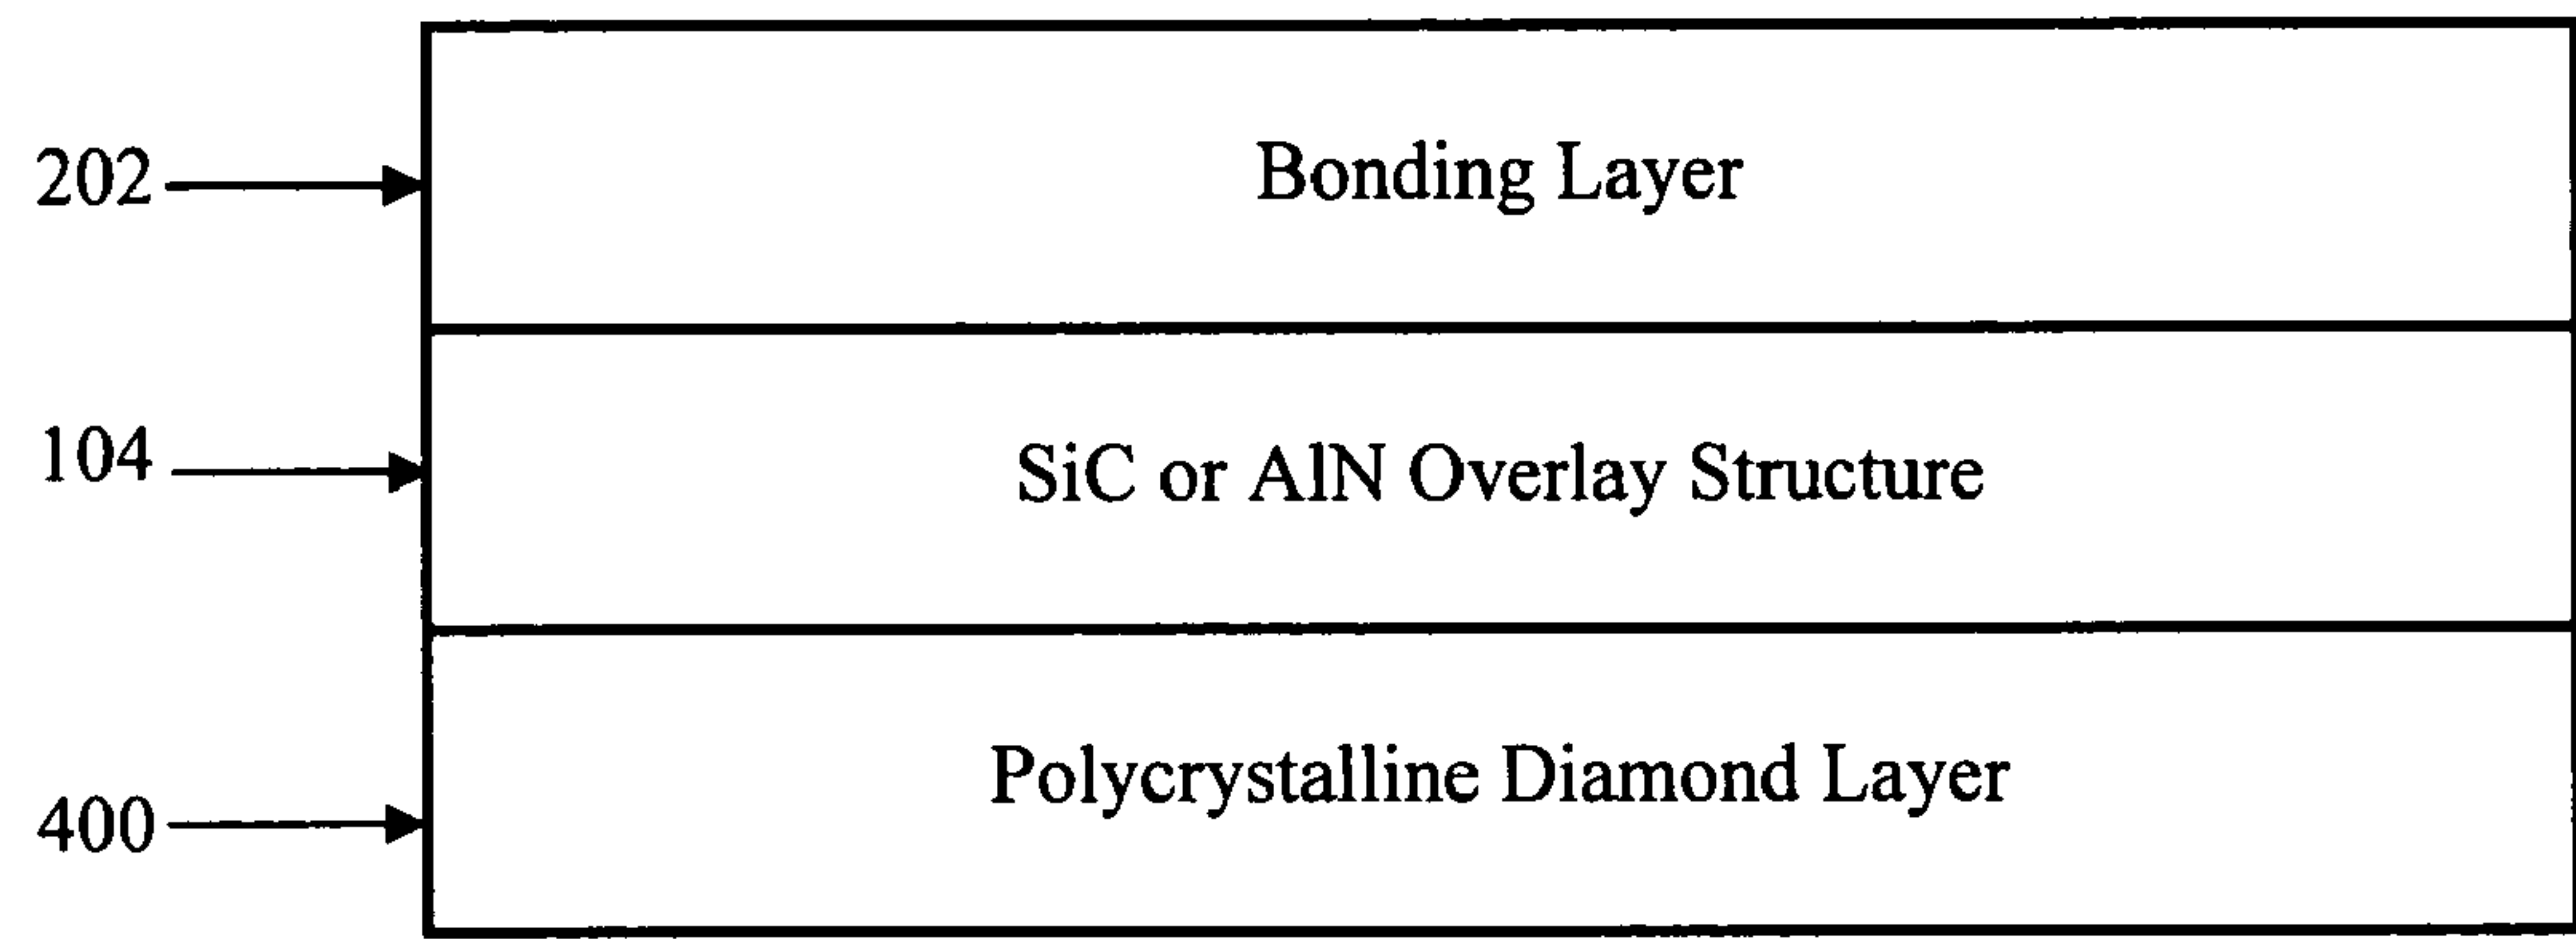 202 Bonding Layer
104 SiC or AlN Overlay Structure
400 Polycrystalline Diamond Layer